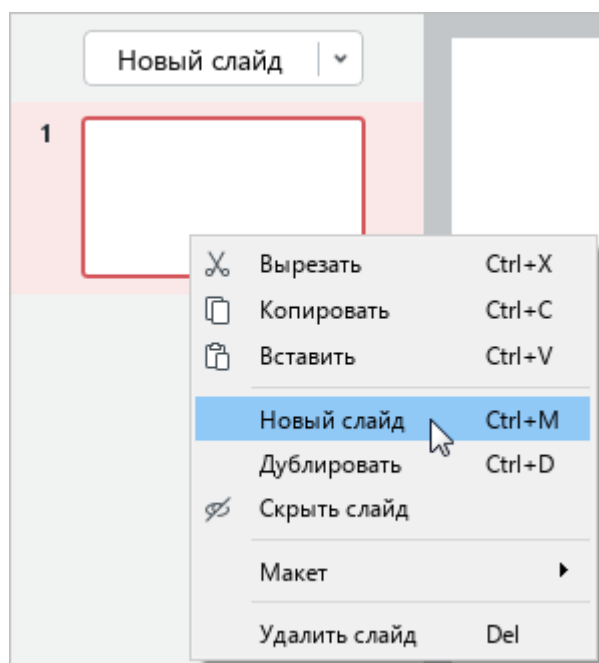 Новый слайд
1
Вырезать Ctrl+X
Копировать Ctrl+C
Вставить Ctrl+V
Новый слайд Ctrl+M
Дублировать Ctrl+D
Скрыть слайд
Макет
Удалить слайд Del